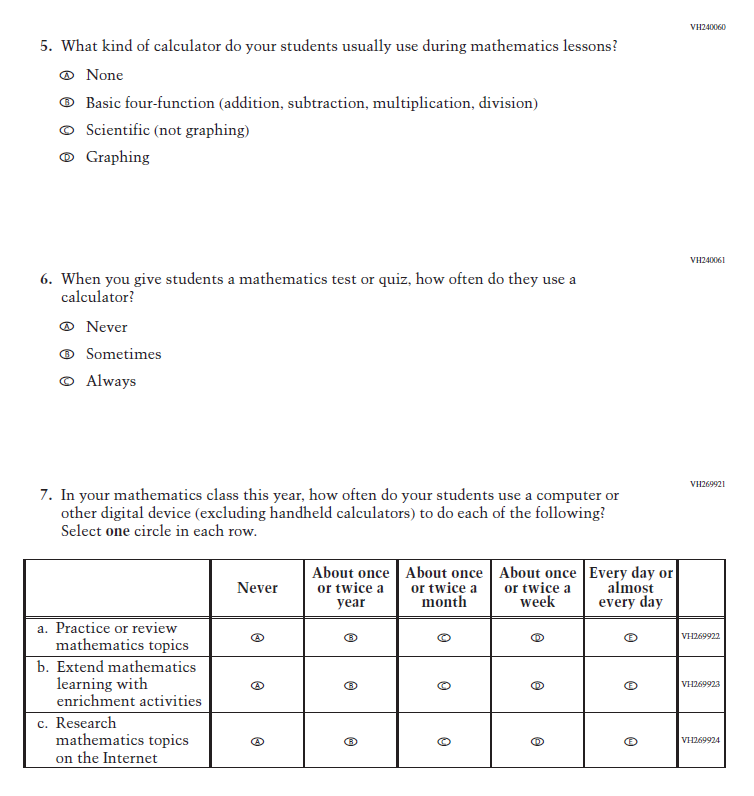 VH240060
5. What kind of calculator do your students usually use during mathematics lessons?
A None
B Basic four-function (addition, subtraction, multiplication, division)
C Scientific (not graphing)
D Graphing
VH240061
6. When you give students a mathematics test or quiz, how often do they use a
calculator?
A Never
B Sometimes
C Always
VH269921
7. In your mathematics class this year, how often do your students use a computer or
other digital device (excluding handheld calculators) to do each of the following?
Select one circle in each row.
Never
About once
or twice a
year
About once
or twice a
month
About once
or twice a
week
Every day or
almost
every day
a. Practice or review
mathematics topics
A B C D E VH269922
b. Extend mathematics
learning with
enrichment activities
A B C D E VH269923
c. Research
mathematics topics
on the Internet
A B C D E VH269924